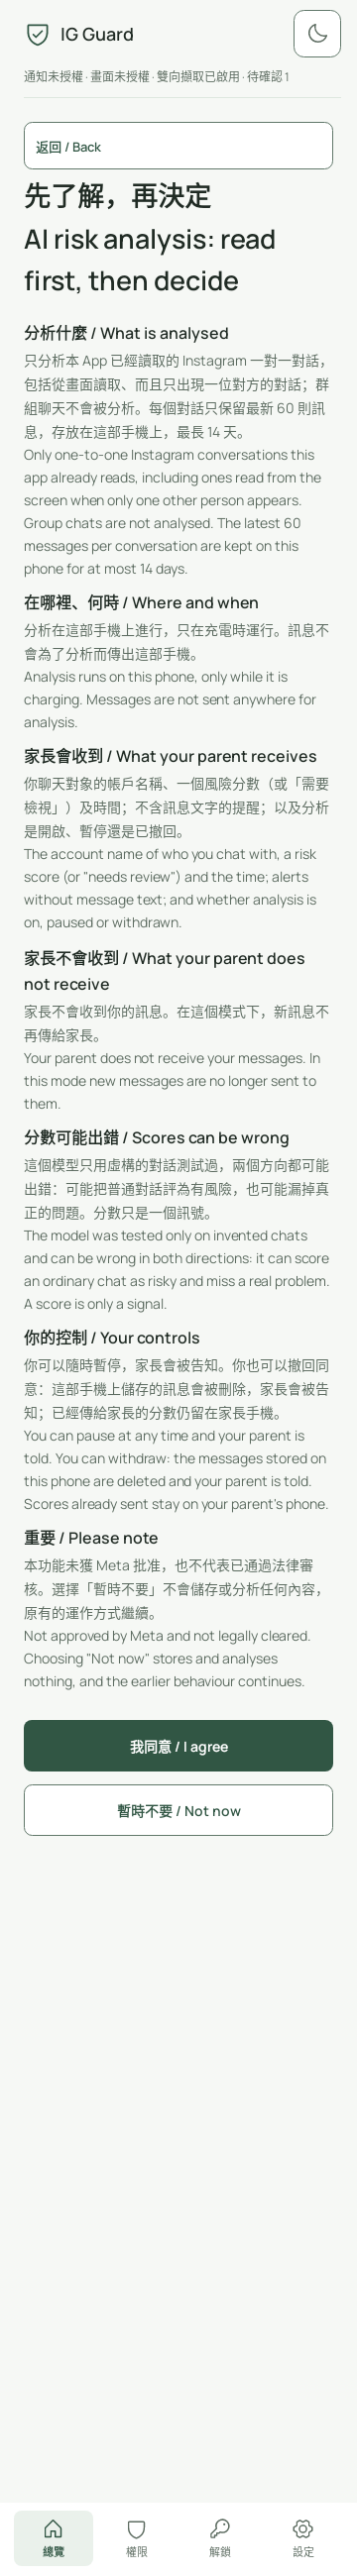 IG Guard
通知未授權 · 畫面未授權 · 雙向擷取已啟用 · 待確認 1
返回 / Back
先了解，再決定
AI risk analysis: read
first, then decide
分析什麼 / What is analysed
只分析本 App 已經讀取的 Instagram 一對一對話，
包括從畫面讀取、而且只出現一位對方的對話；群
組聊天不會被分析。每個對話只保留最新 60 則訊
息，存放在這部手機上，最長 14 天。
Only one-to-one Instagram conversations this
app already reads, including ones read from the
screen when only one other person appears.
Group chats are not analysed. The latest 60
messages per conversation are kept on this
phone for at most 14 days.
在哪裡、何時 / Where and when
分析在這部手機上進行，只在充電時運行。訊息不
會為了分析而傳出這部手機。
Analysis runs on this phone, only while it is
charging. Messages are not sent anywhere for
analysis.
家長會收到 / What your parent receives
你聊天對象的帳戶名稱、一個風險分數（或「需要
檢視」）及時間；不含訊息文字的提醒；以及分析
是開啟、暫停還是已撤回。
The account name of who you chat with, a risk
score (or "needs review") and the time; alerts
without message text; and whether analysis is
on, paused or withdrawn.
家長不會收到 / What your parent does
not receive
家長不會收到你的訊息。在這個模式下，新訊息不
再傳給家長。
Your parent does not receive your messages. In
this mode new messages are no longer sent to
them.
分數可能出錯 / Scores can be wrong
這個模型只用虛構的對話測試過，兩個方向都可能
出錯：可能把普通對話評為有風險，也可能漏掉真
正的問題。分數只是一個訊號。
The model was tested only on invented chats
and can be wrong in both directions: it can score
an ordinary chat as risky and miss a real problem.
A score is only a signal.
你的控制 / Your controls
你可以隨時暫停，家長會被告知。你也可以撤回同
意：這部手機上儲存的訊息會被刪除，家長會被告
知；已經傳給家長的分數仍留在家長手機。
You can pause at any time and your parent is
told. You can withdraw: the messages stored on
this phone are deleted and your parent is told.
Scores already sent stay on your parent's phone.
重要 / Please note
本功能未獲 Meta 批准，也不代表已通過法律審
核。選擇「暫時不要」不會儲存或分析任何內容，
原有的運作方式繼續。
Not approved by Meta and not legally cleared.
Choosing "Not now" stores and analyses
nothing, and the earlier behaviour continues.
我同意 / I agree
暫時不要 / Not now
總覽
權限
解鎖
設定